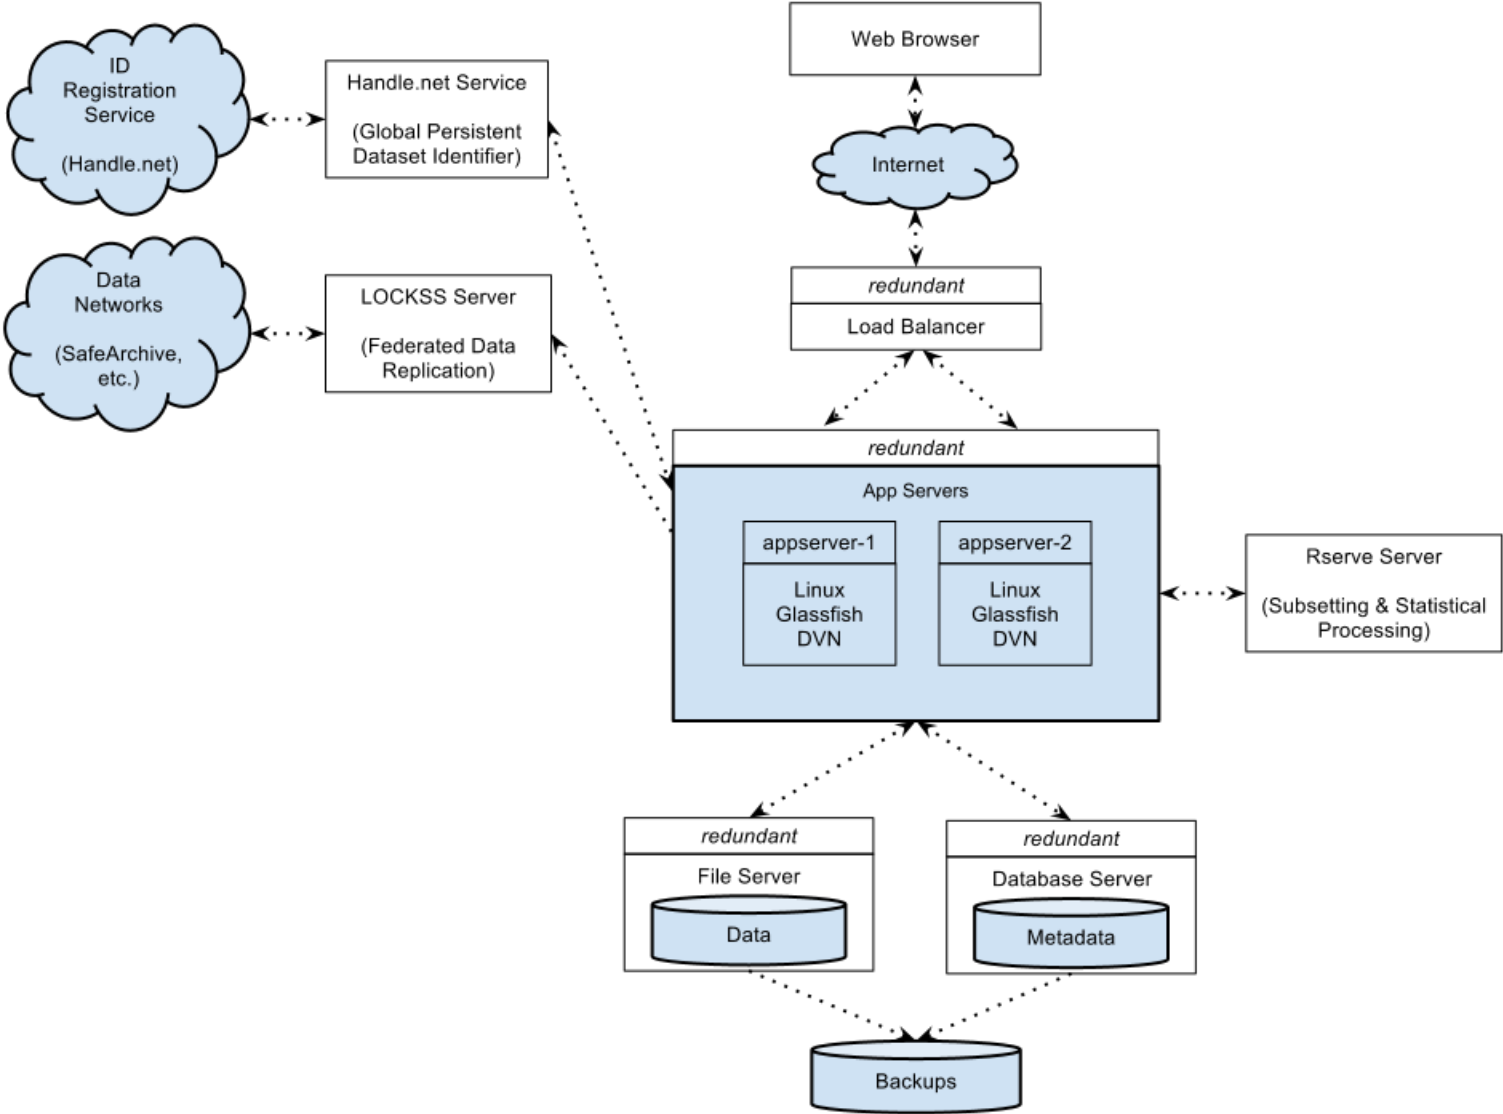 Web Browser
ID
Registration
Service
(Handle.net)
Handle.net Service
(Global Persistent
Dataset Identifier)
Internet
Data
Networks
(SafeArchive,
etc.)
LOCKSS Server
(Federated Data
Replication)
redundant
Load Balancer
redundant
App Servers
appserver-1
Linux
Glassfish
DVN
appserver-2
Linux
Glassfish
DVN
Rserve Server
(Subsetting & Statistical
Processing)
redundant
File Server
Data
redundant
Database Server
Metadata
Backups